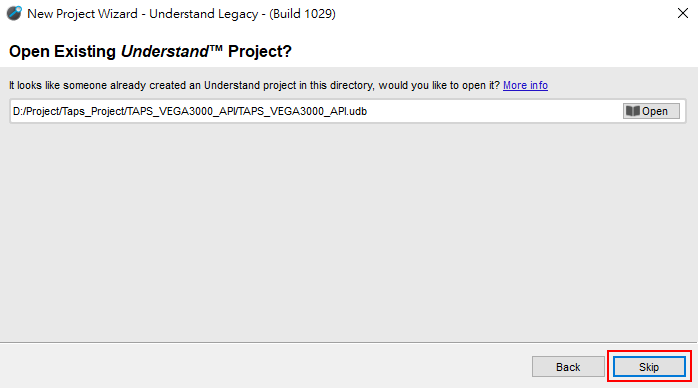 New Project Wizard - Understand Legacy - (Build 1029)
Open Existing Understand™ Project?
It looks like someone already created an Understand project in this directory, would you like to open it? More info
D:/Project/Taps_Project/TAPS_VEGA3000_API/TAPS_VEGA3000_API.udb Open
Back Skip